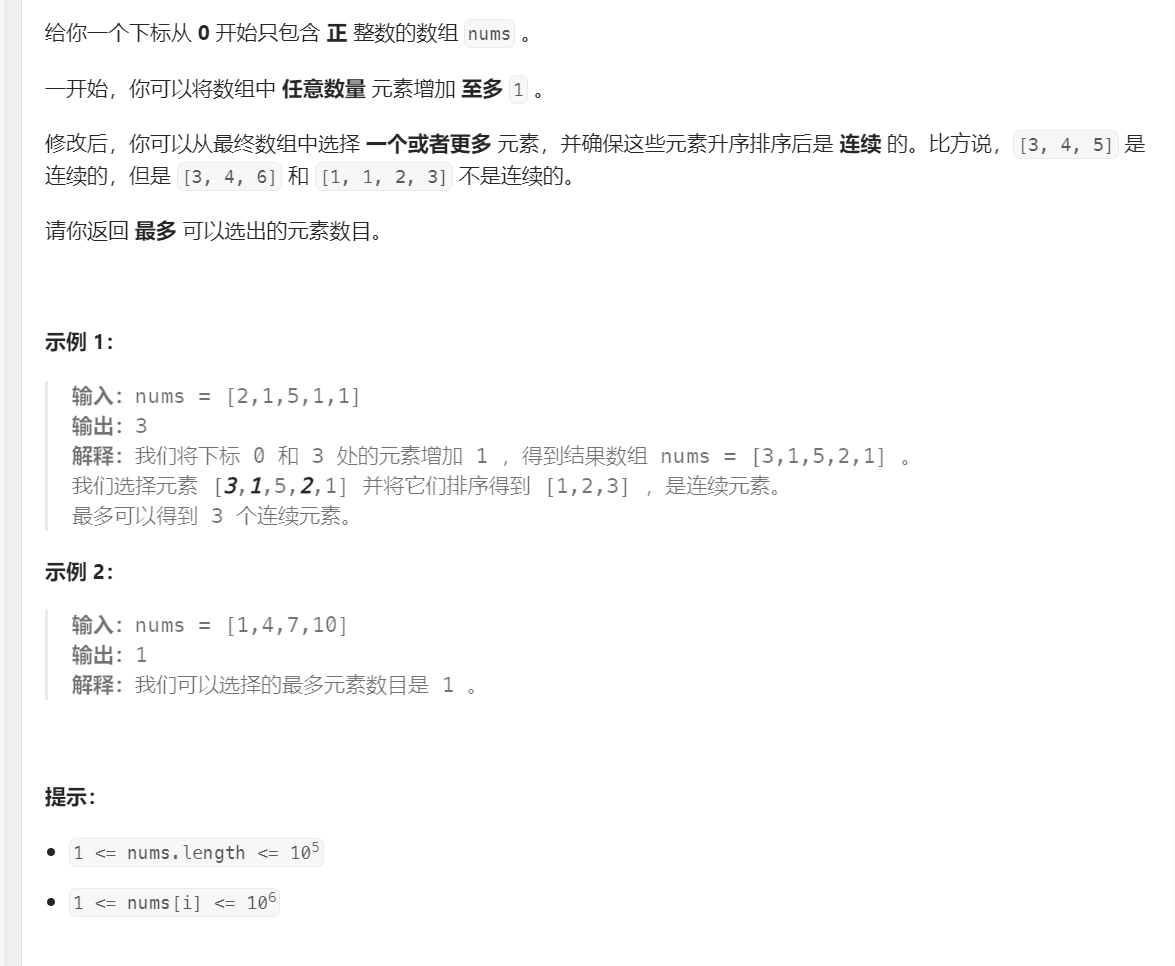 给你一个下标从 0 开始只包含 正 整数的数组 nums 。
一开始，你可以将数组中 任意数量 元素增加 至多 1 。
修改后，你可以从最终数组中选择 一个或者更多 元素，并确保这些元素升序排序后是 连续 的。比方说，[3, 4, 5] 是
连续的，但是 [3, 4, 6] 和 [1, 1, 2, 3] 不是连续的。
请你返回 最多 可以选出的元素数目。
示例 1：
输入：nums = [2,1,5,1,1]
输出：3
解释：我们将下标 0 和 3 处的元素增加 1 ，得到结果数组 nums = [3,1,5,2,1] 。
我们选择元素 [3,1,5,2,1] 并将它们排序得到 [1,2,3] ，是连续元素。
最多可以得到 3 个连续元素。
示例 2：
输入：nums = [1,4,7,10]
输出：1
解释：我们可以选择的最多元素数目是 1 。
提示：
• 1 <= nums.length <= 10⁵
• 1 <= nums[i] <= 10⁶